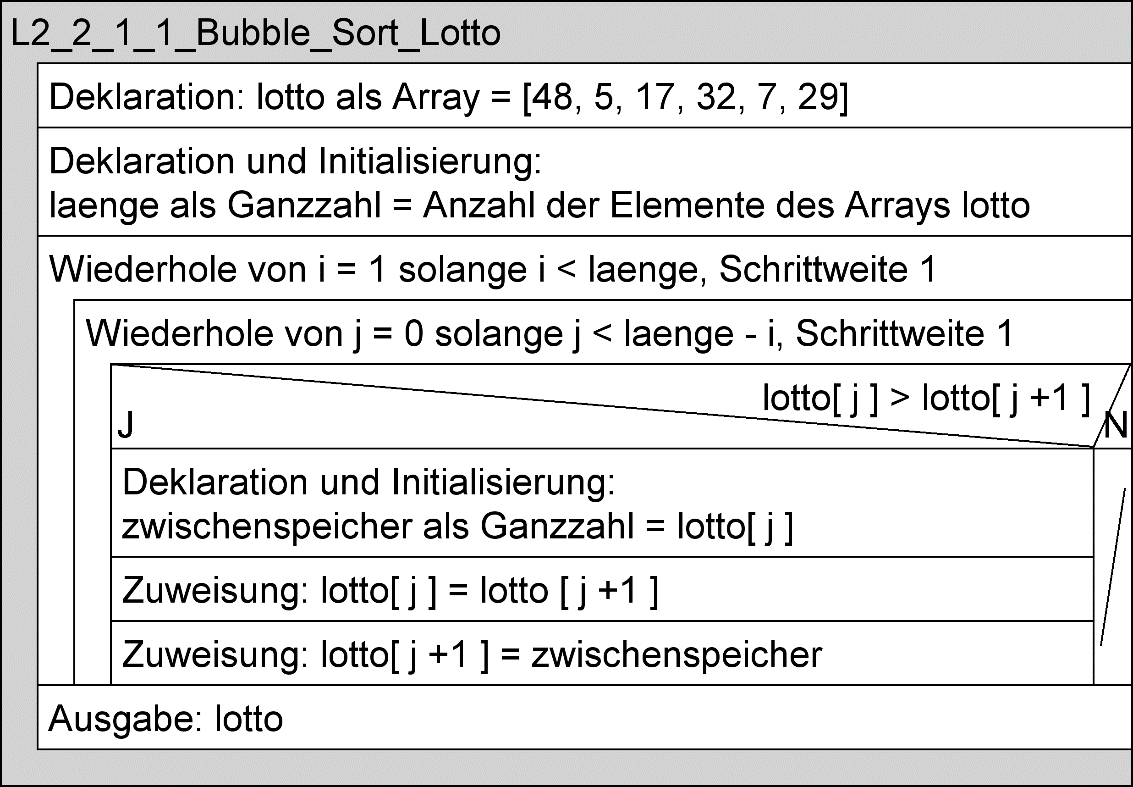 L2_2_1_1_Bubble_Sort_Lotto
Deklaration: lotto als Array = [48, 5, 17, 32, 7, 29]
Deklaration und Initialisierung:
laenge als Ganzzahl = Anzahl der Elemente des Arrays lotto
Wiederhole von i = 1 solange i < laenge, Schrittweite 1
Wiederhole von j = 0 solange j < laenge - i, Schrittweite 1
lotto[ j ] > lotto[ j +1 ]
J N
Deklaration und Initialisierung:
zwischenspeicher als Ganzzahl = lotto[ j ]
Zuweisung: lotto[ j ] = lotto [ j +1 ]
Zuweisung: lotto[ j +1 ] = zwischenspeicher
Ausgabe: lotto